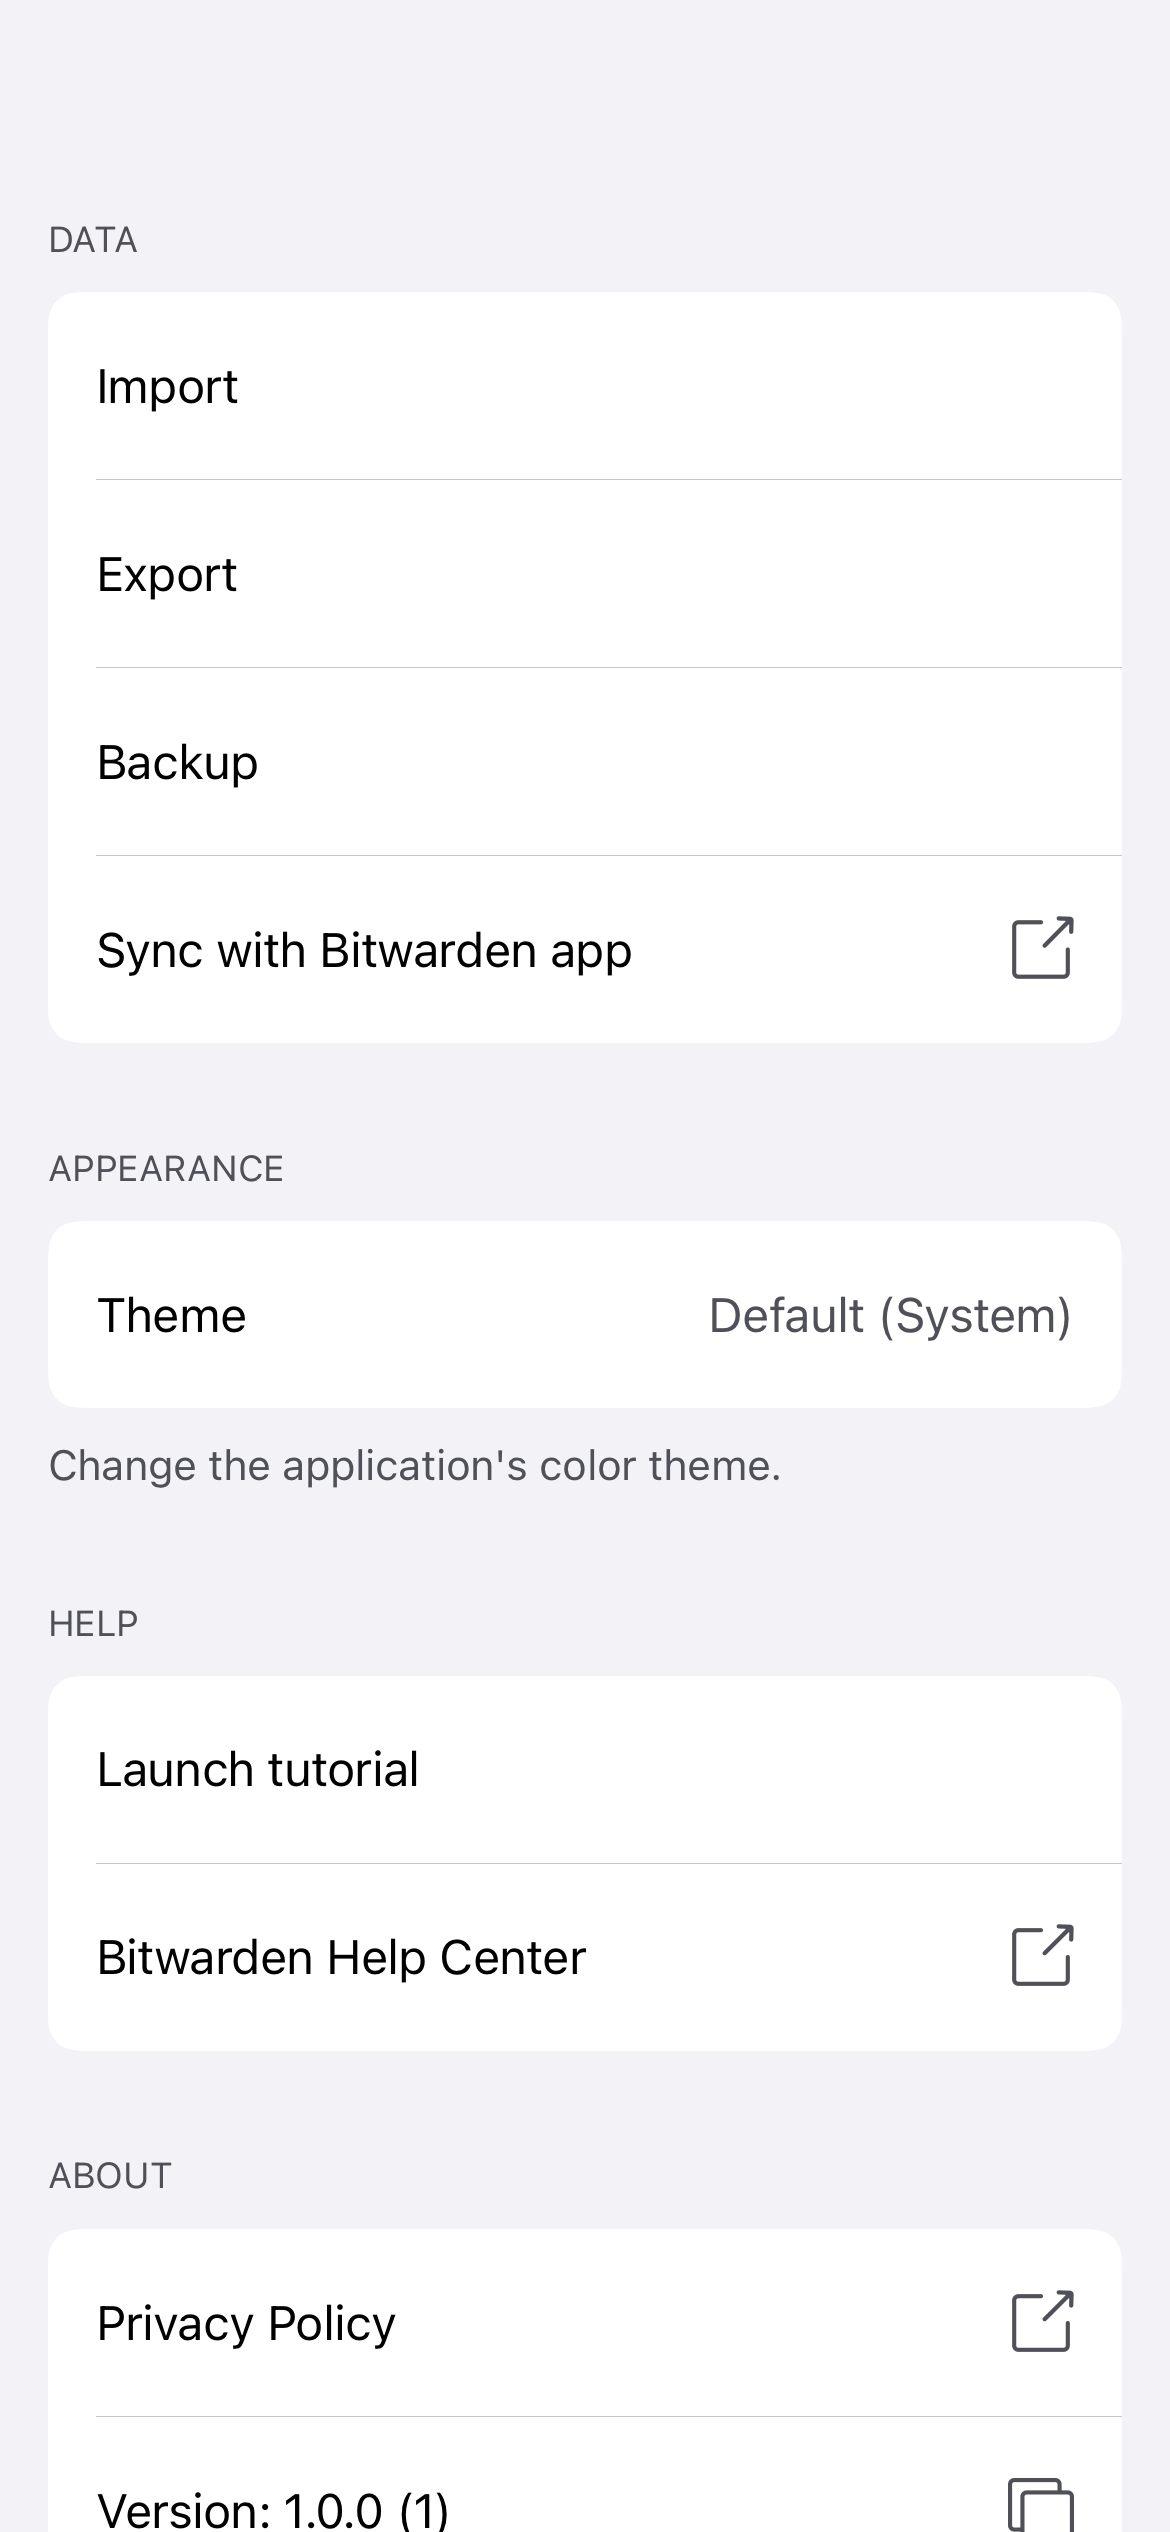 DATA
Import
Export
Backup
Sync with Bitwarden app
APPEARANCE
Theme Default (System)
Change the application's color theme.
HELP
Launch tutorial
Bitwarden Help Center
ABOUT
Privacy Policy
Version: 1.0.0 (1)